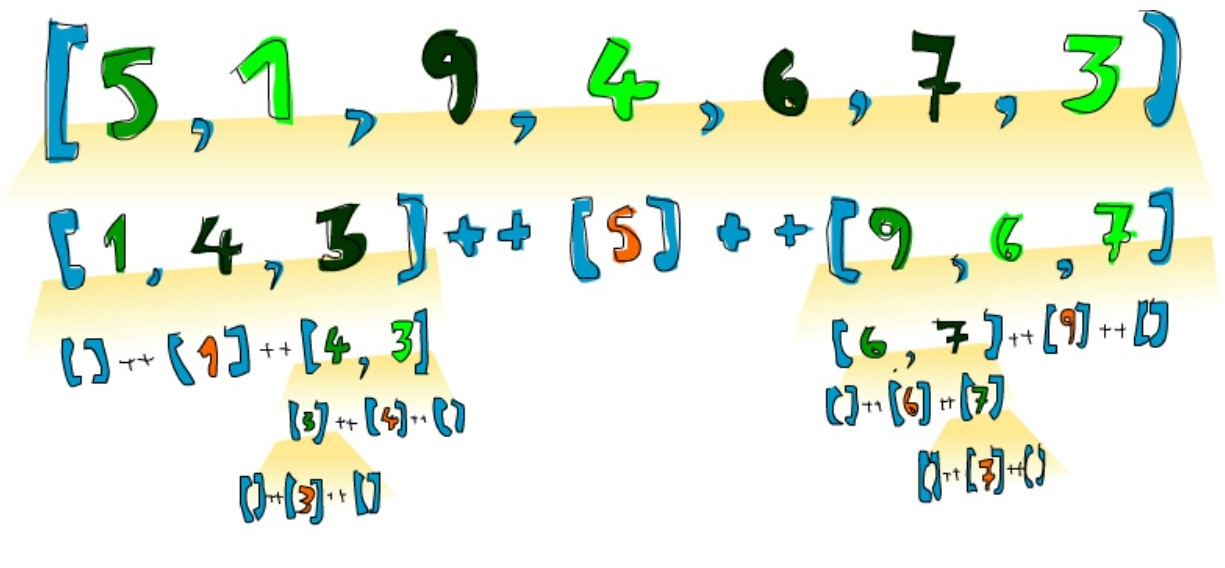 [5, 1, 9, 4, 6, 7, 3]
[1, 4, 3] ++ [5] ++ [9, 6, 7]
[] ++ [1] ++ [4, 3]
[6, 7] ++ [9] ++ []
[3] ++ [4] ++ []
[] ++ [6] ++ [7]
[] ++ [3] ++ []
[] ++ [7] ++ []